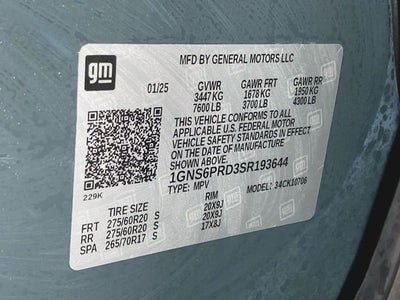 gm
MFD BY GENERAL MOTORS LLC
01/25 GVWR GAWR FRT GAWR RR
3447 KG 1678 KG 1950 KG
7600 LB 3700 LB 4300 LB
THIS VEHICLE CONFORMS TO ALL
APPLICABLE U.S. FEDERAL MOTOR
VEHICLE SAFETY AND THEFT
PREVENTION STANDARDS IN EFFECT
ON THE DATE OF MANUFACTURE
SHOWN ABOVE.
1GNS6PRD3SR193644
TYPE: MPV MODEL: 34CK10706
229K
TIRE SIZE RIM
FRT 275/60R20 S 20X9J
RR 275/60R20 S 20X9J
SPA 265/70R17 S 17X8J